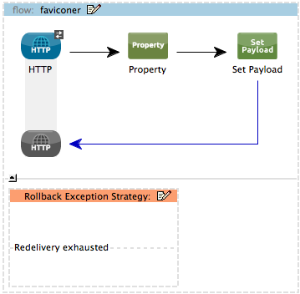 flow: faviconer
HTTP
Property
Set
Payload
HTTP
Property
Set Payload
HTTP
Rollback Exception Strategy:
Redelivery exhausted